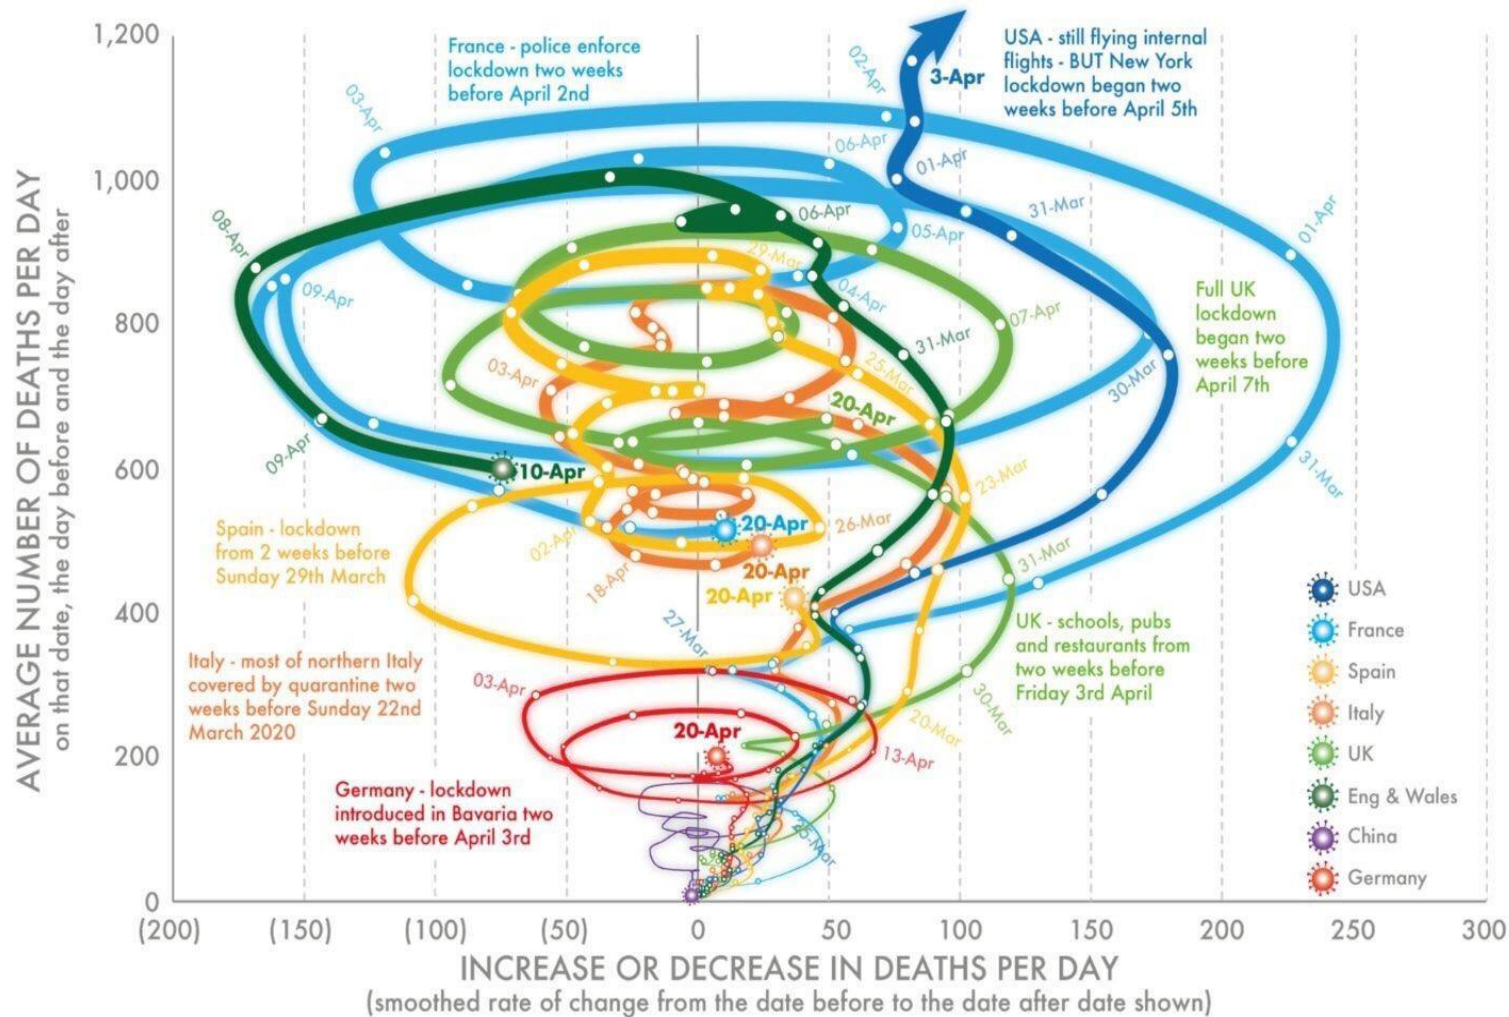 AVERAGE NUMBER OF DEATHS PER DAY
on that date, the day before and the day after
1,200
1,000
800
600
400
200
0
France - police enforce
lockdown two weeks
before April 2nd
USA - still flying internal
flights - BUT New York
lockdown began two
weeks before April 5th
3-Apr
02-Apr
03-Apr
06-Apr
01-Apr
31-Mar
01-Apr
08-Apr
06-Apr
05-Apr
29-Mar
09-Apr
04-Apr
07-Apr
31-Mar
Full UK
lockdown
began two
weeks before
April 7th
03-Apr
25-Mar
30-Mar
20-Apr
09-Apr
10-Apr
23-Mar
31-Mar
Spain - lockdown
from 2 weeks before
Sunday 29th March
02-Apr
20-Apr
26-Mar
31-Mar
18-Apr
20-Apr
20-Apr
27-Mar
UK - schools, pubs
and restaurants from
two weeks before
Friday 3rd April
Italy - most of northern Italy
covered by quarantine two
weeks before Sunday 22nd
March 2020
03-Apr
20-Apr
20-Mar
30-Mar
13-Apr
Germany - lockdown
introduced in Bavaria two
weeks before April 3rd
USA
France
Spain
Italy
UK
Eng & Wales
China
Germany
(200)
(150)
(100)
(50)
0
50
100
150
200
250
300
INCREASE OR DECREASE IN DEATHS PER DAY
(smoothed rate of change from the date before to the date after date shown)